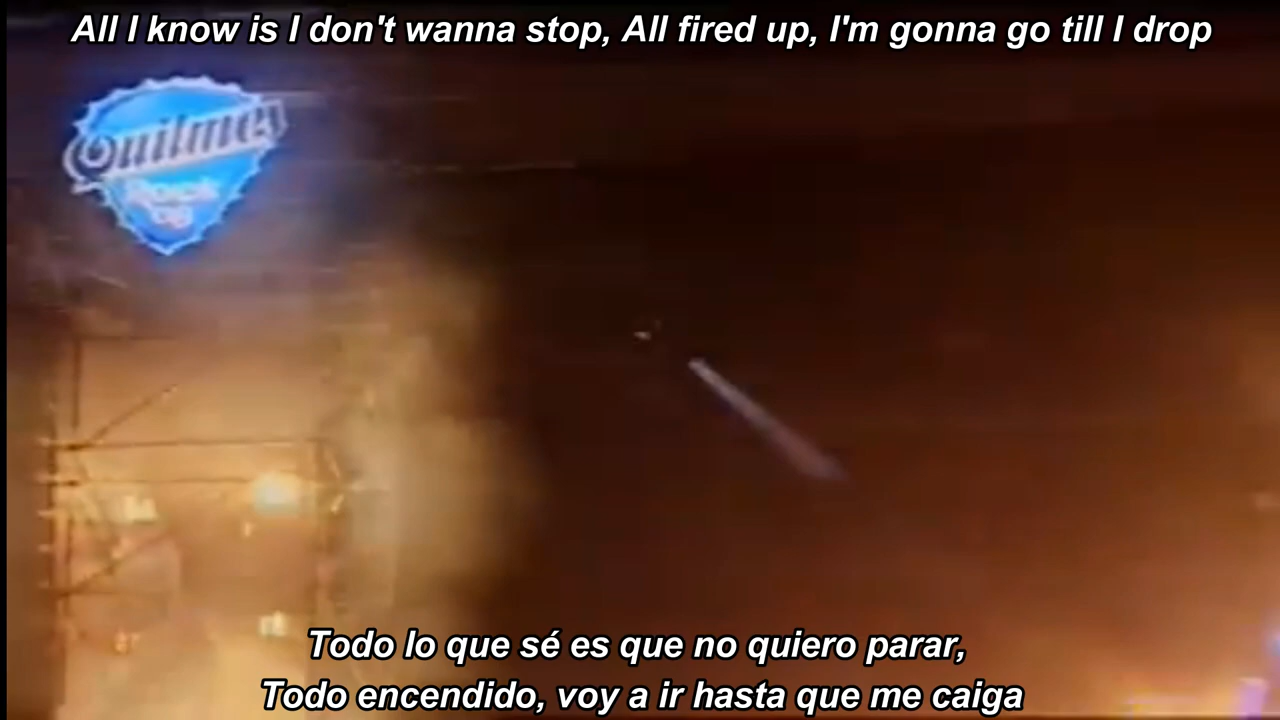 All I know is I don't wanna stop, All fired up, I'm gonna go till I drop
Quilmes
Rock
Todo lo que sé es que no quiero parar,
Todo encendido, voy a ir hasta que me caiga